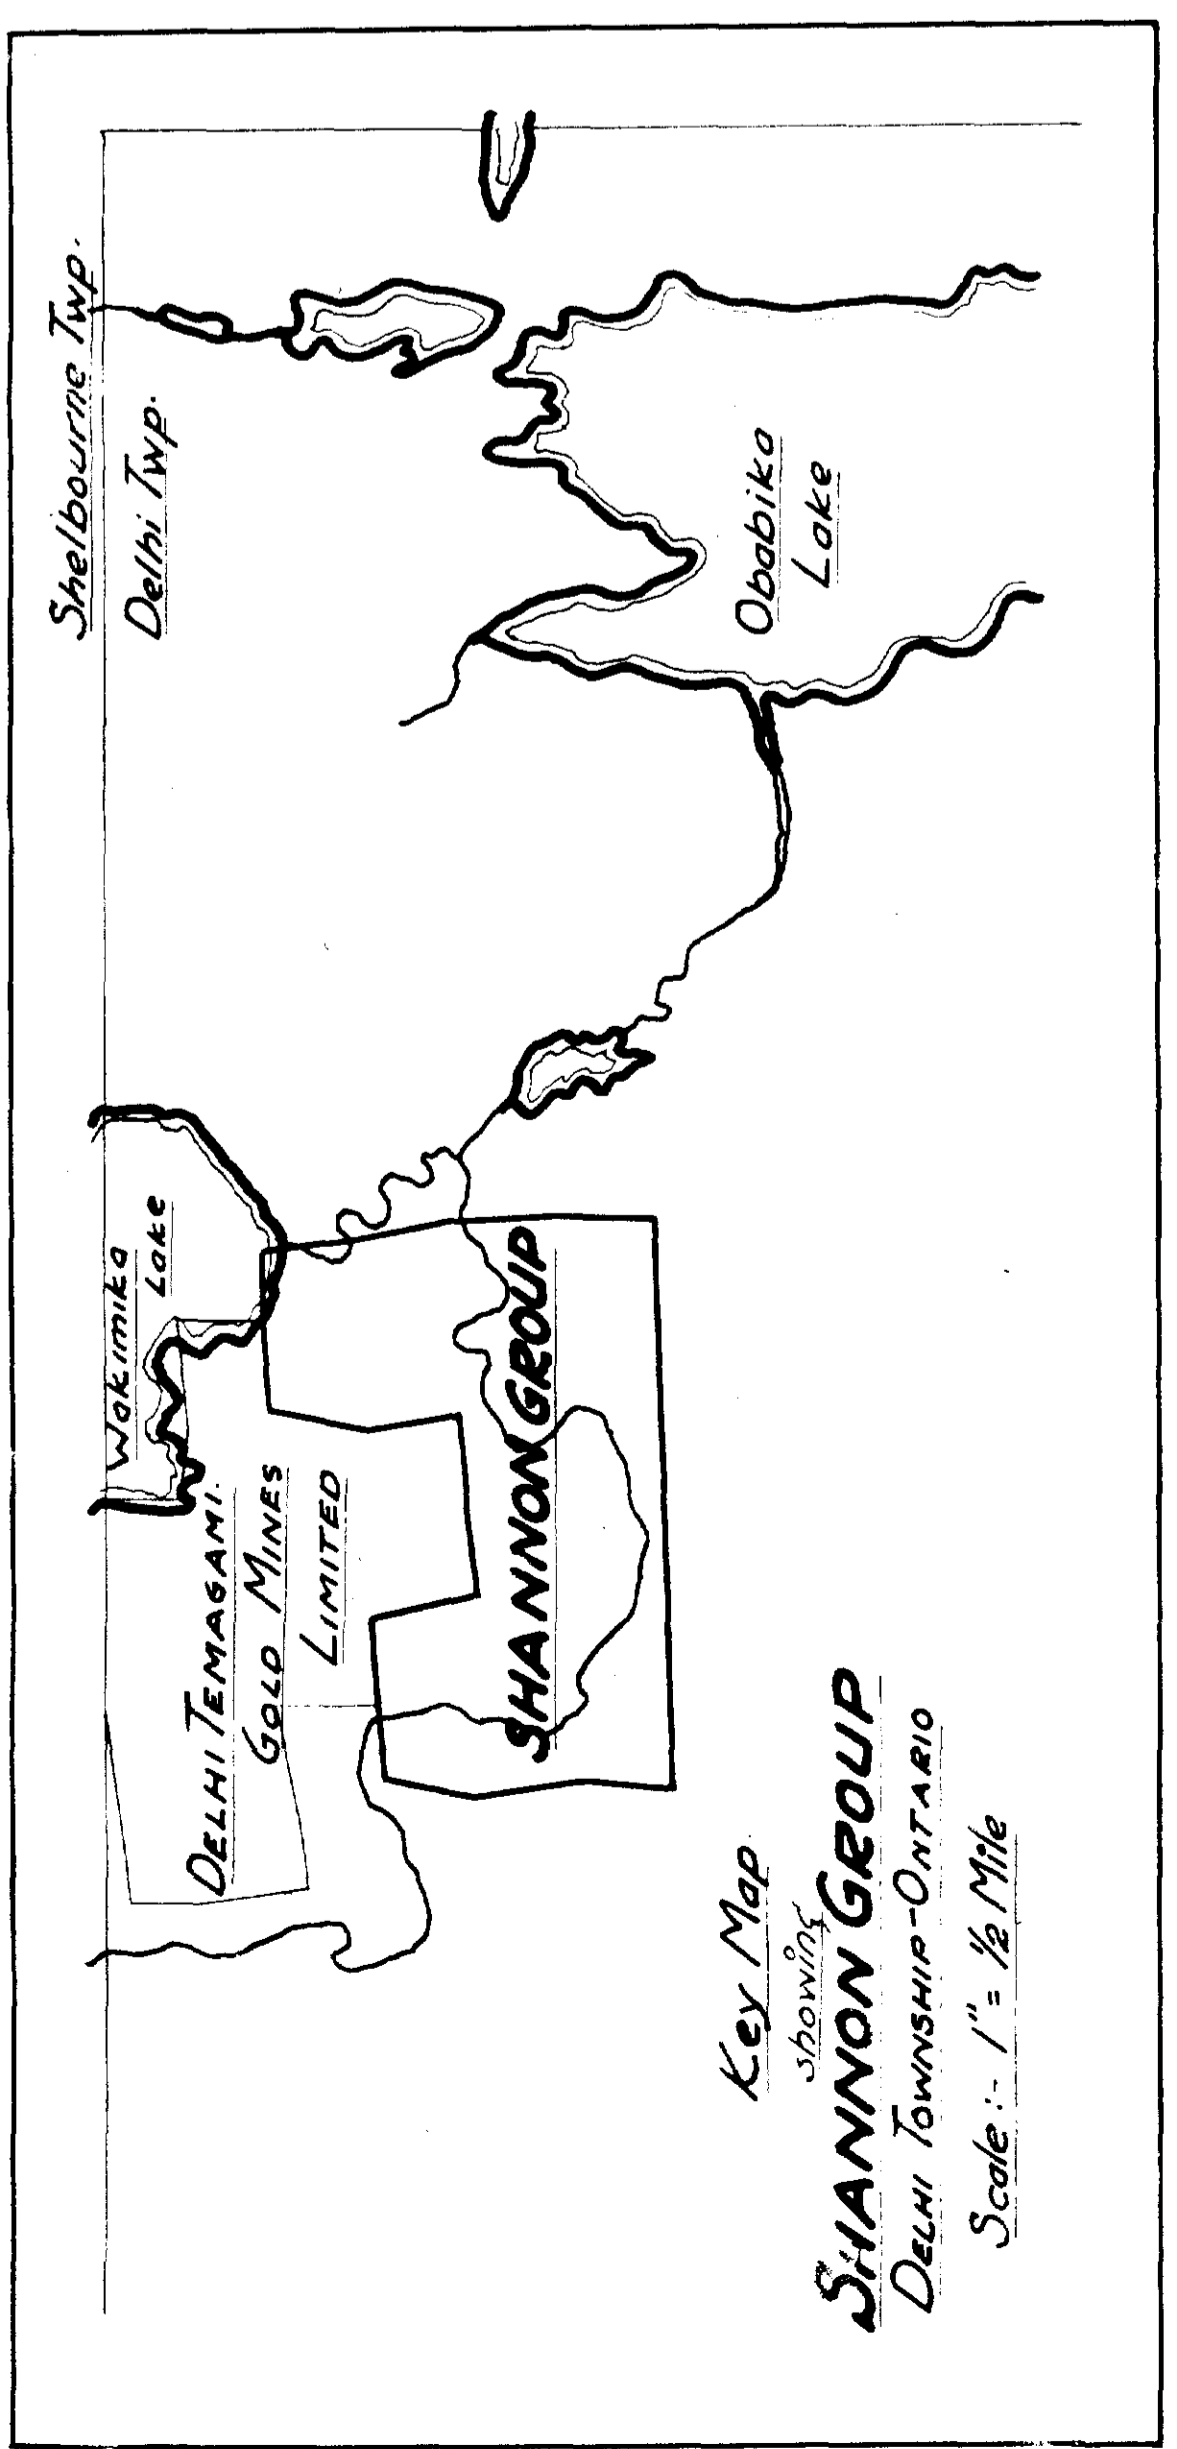 Shelbourne Twp.
Delhi Twp.
Wakimika
Lake
Obabika
Lake
DELHI TEMAGAMI.
GOLD MINES
LIMITED
SHANNON GROUP
Key Map
showing
SHANNON GROUP
DELHI TOWNSHIP-ONTARIO
Scale:- 1" = 1/2 Mile